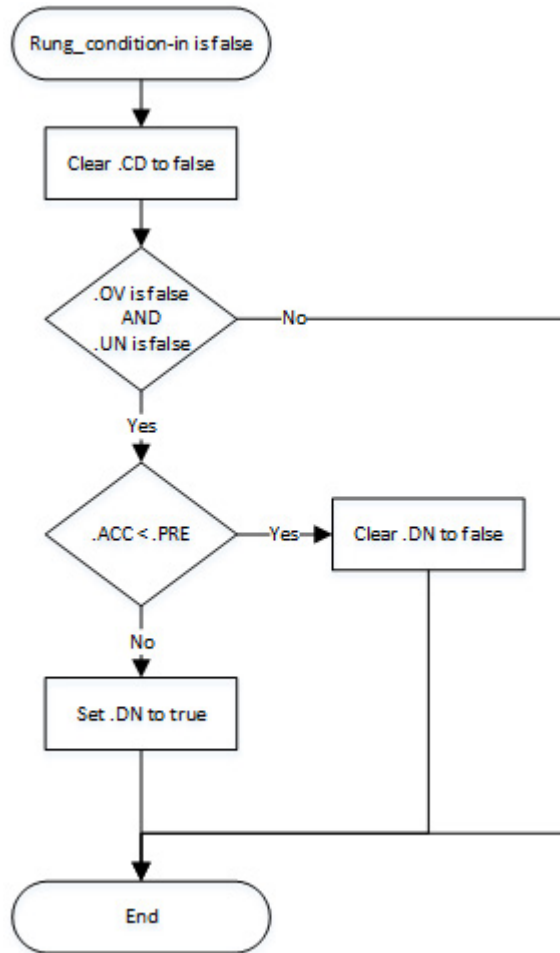 Rung_condition-in is false
Clear .CD to false
.OV is false
AND
.UN is false
No
Yes
.ACC < .PRE
Yes
Clear .DN to false
No
Set .DN to true
End